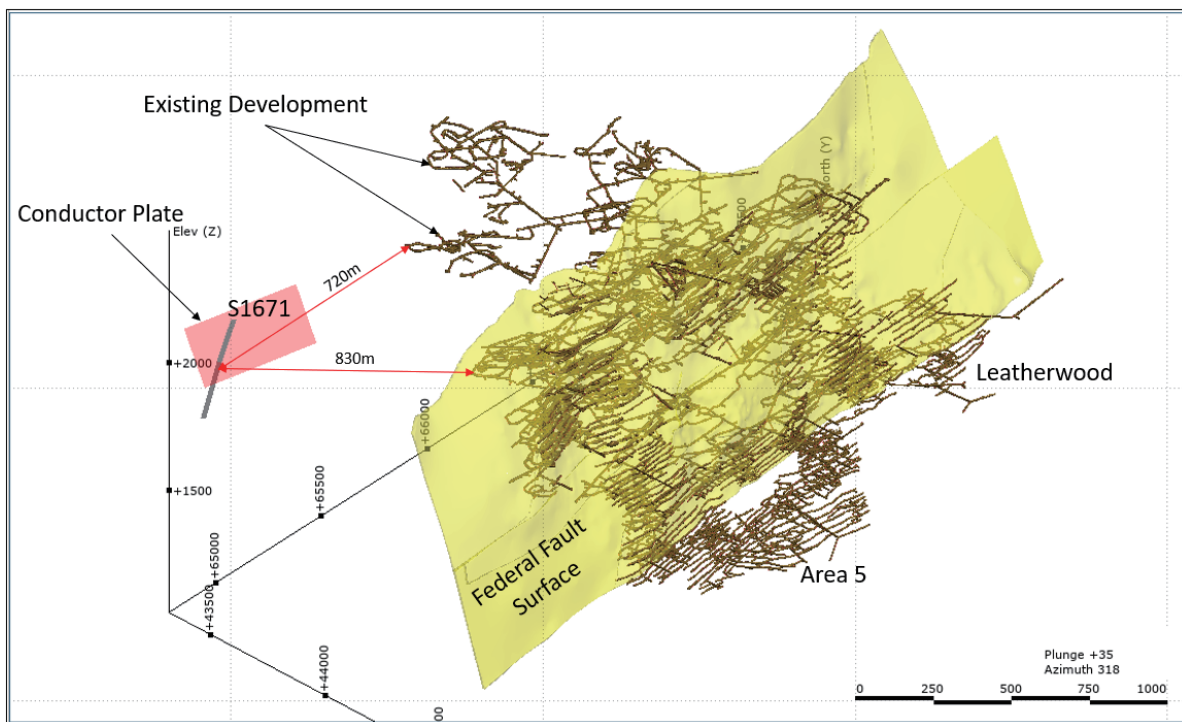 Existing Development
Conductor Plate
Elev (Z)
North (Y)
S1671
720m
830m
+2000
+1500
Leatherwood
+66000
+65500
+65000
+43500
+44000
Federal Fault
Surface
Area 5
Plunge +35
Azimuth 318
0 250 500 750 1000